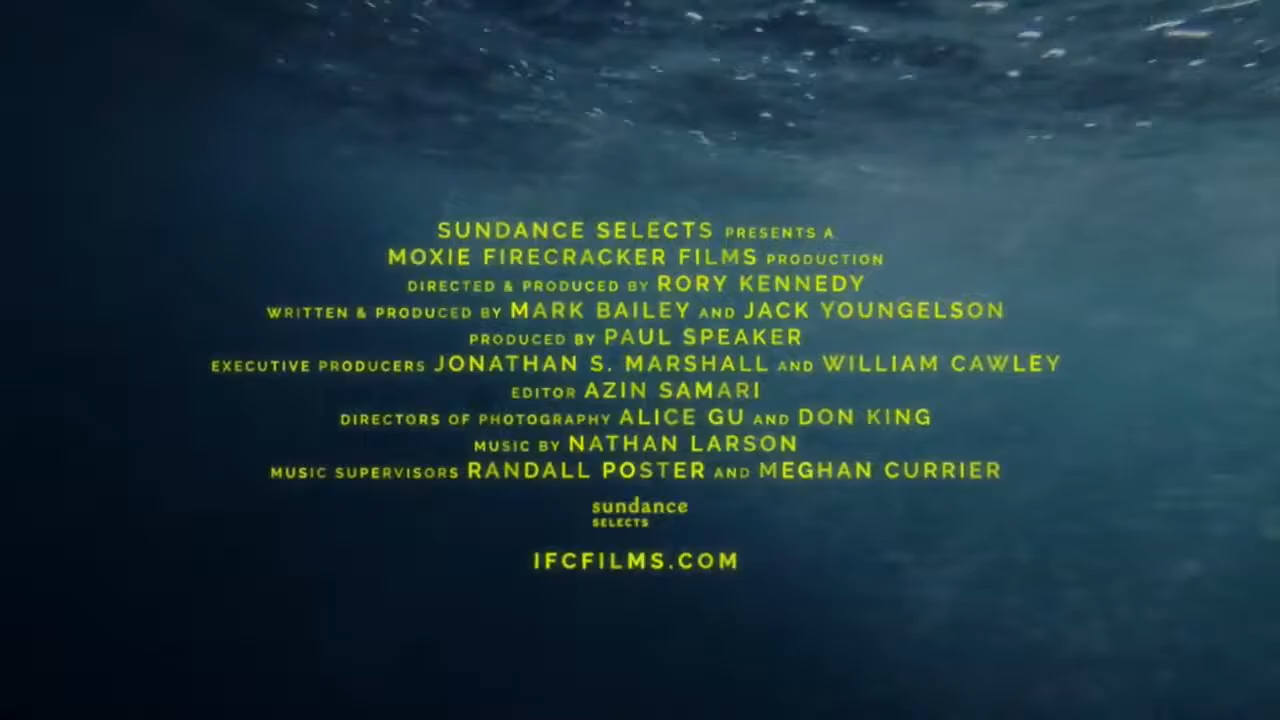 SUNDANCE SELECTS PRESENTS A
MOXIE FIRECRACKER FILMS PRODUCTION
DIRECTED & PRODUCED BY RORY KENNEDY
WRITTEN & PRODUCED BY MARK BAILEY AND JACK YOUNGELSON
PRODUCED BY PAUL SPEAKER
EXECUTIVE PRODUCERS JONATHAN S. MARSHALL AND WILLIAM CAWLEY
EDITOR AZIN SAMARI
DIRECTORS OF PHOTOGRAPHY ALICE GU AND DON KING
MUSIC BY NATHAN LARSON
MUSIC SUPERVISORS RANDALL POSTER AND MEGHAN CURRIER
sundance
SELECTS
IFCFILMS.COM